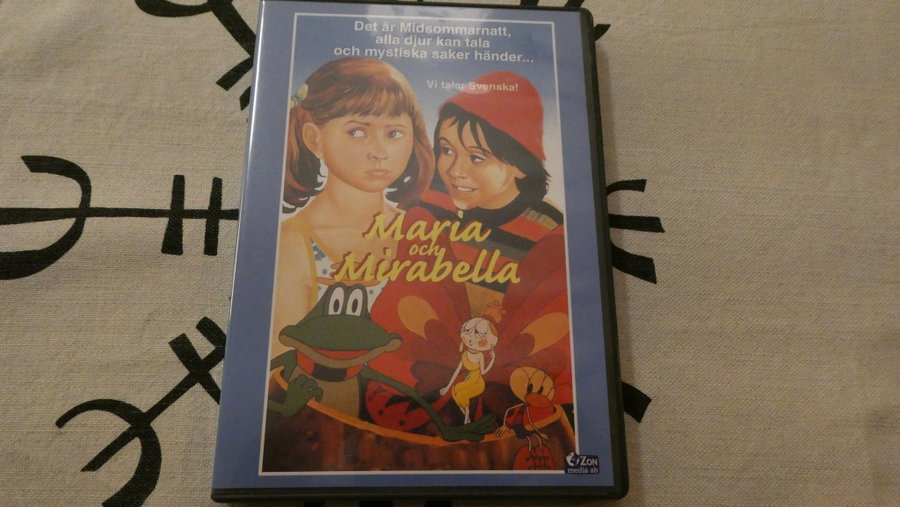 Det är Midsommarnatt,
alla djur kan tala
och mystiska saker händer...
Vi talar Svenska!
Maria
och
Mirabella
ZON
media ab